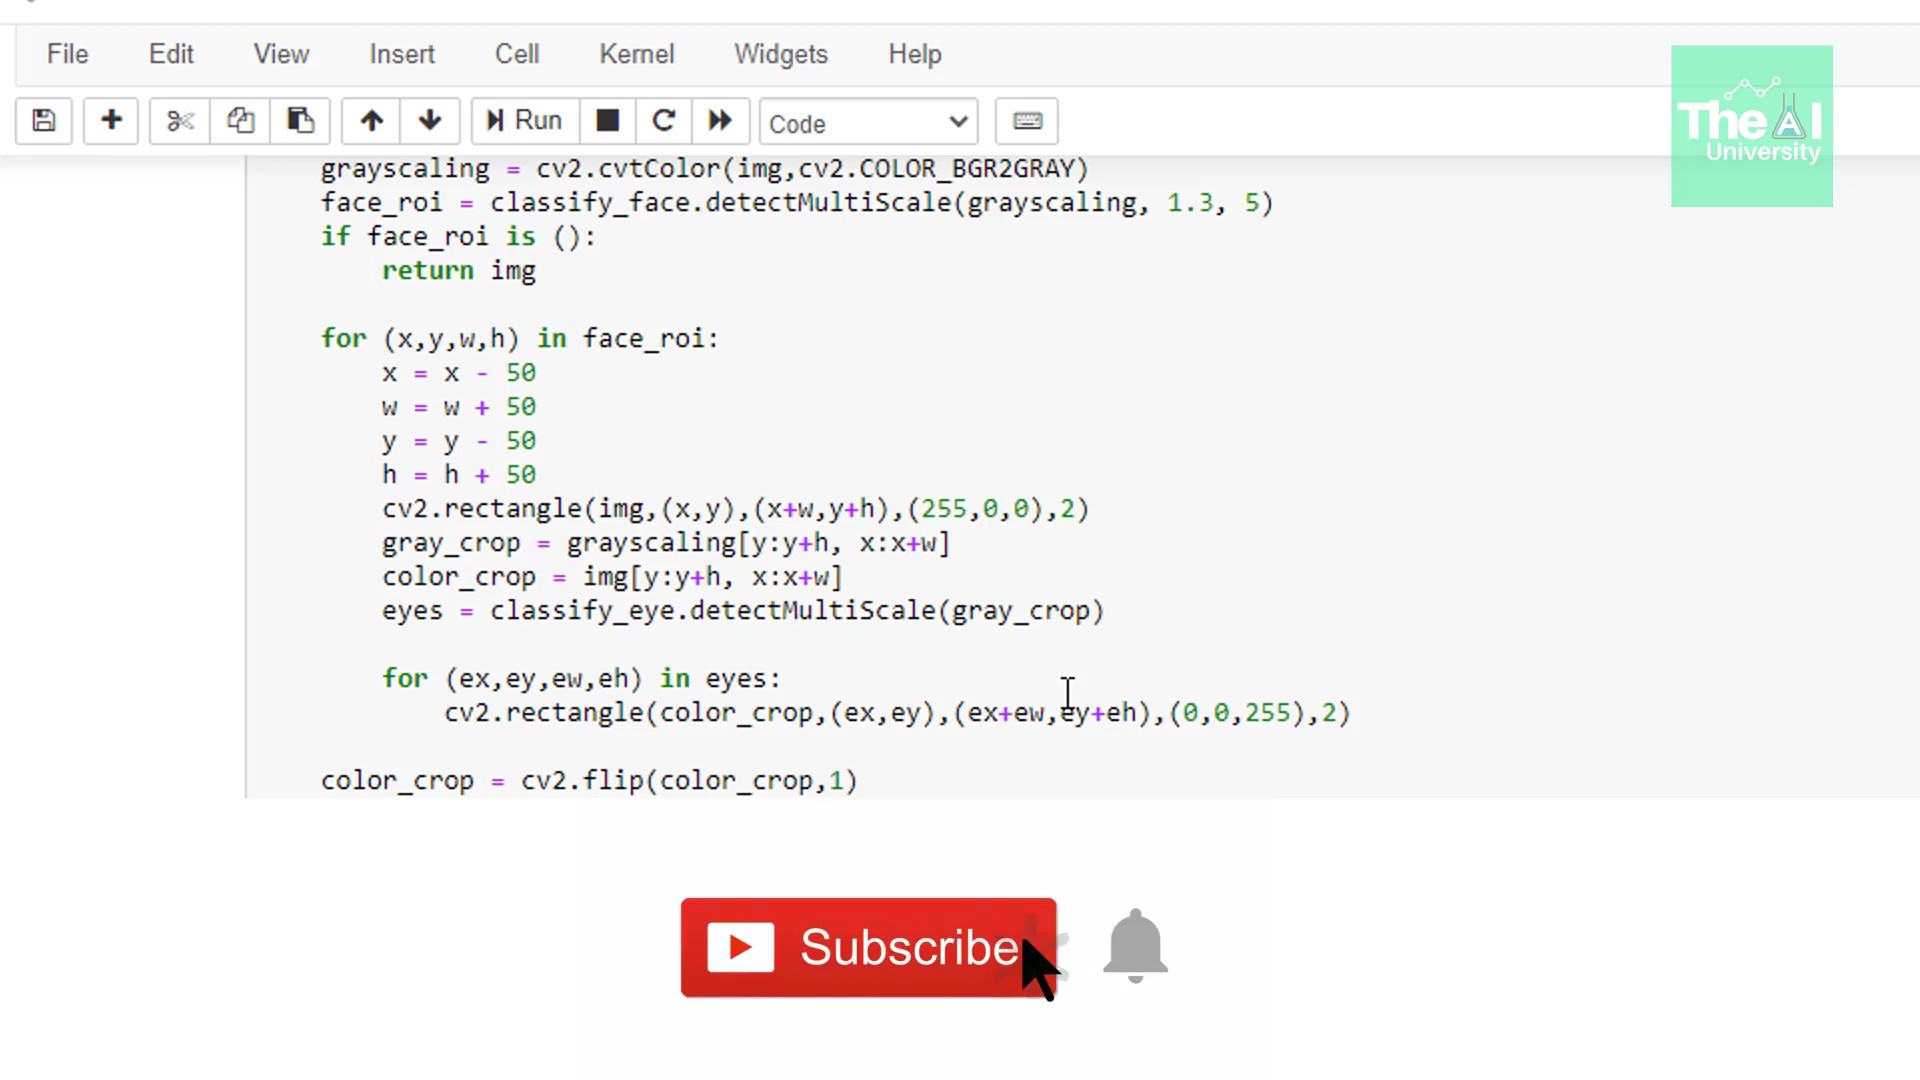 File Edit View Insert Cell Kernel Widgets Help
Run Code
The AI
University
grayscaling = cv2.cvtColor(img,cv2.COLOR_BGR2GRAY)
face_roi = classify_face.detectMultiScale(grayscaling, 1.3, 5)
if face_roi is ():
    return img
for (x,y,w,h) in face_roi:
    x = x - 50
    w = w + 50
    y = y - 50
    h = h + 50
    cv2.rectangle(img,(x,y),(x+w,y+h),(255,0,0),2)
    gray_crop = grayscaling[y:y+h, x:x+w]
    color_crop = img[y:y+h, x:x+w]
    eyes = classify_eye.detectMultiScale(gray_crop)
    for (ex,ey,ew,eh) in eyes:
        cv2.rectangle(color_crop,(ex,ey),(ex+ew,ey+eh),(0,0,255),2)
color_crop = cv2.flip(color_crop,1)
Subscribe